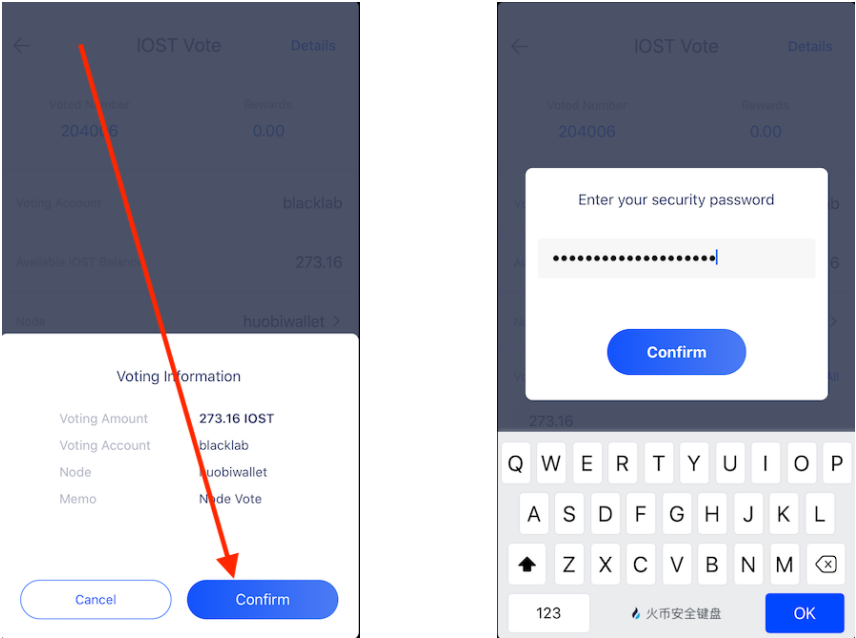 IOST Vote
Details
Voted Number
Rewards
204006
0.00
Voting Account
blacklab
Available IOST Balance
273.16
Node
huobiwallet >
Voting Information
Voting Amount
273.16 IOST
Voting Account
blacklab
Node
huobiwallet
Memo
Node Vote
Cancel
Confirm
IOST Vote
Details
Voted Number
Rewards
204006
0.00
Enter your security password
••••••••••••••••••••
Confirm
273.16
Q W E R T Y U I O P
A S D F G H J K L
Z X C V B N M
123
火币安全键盘
OK